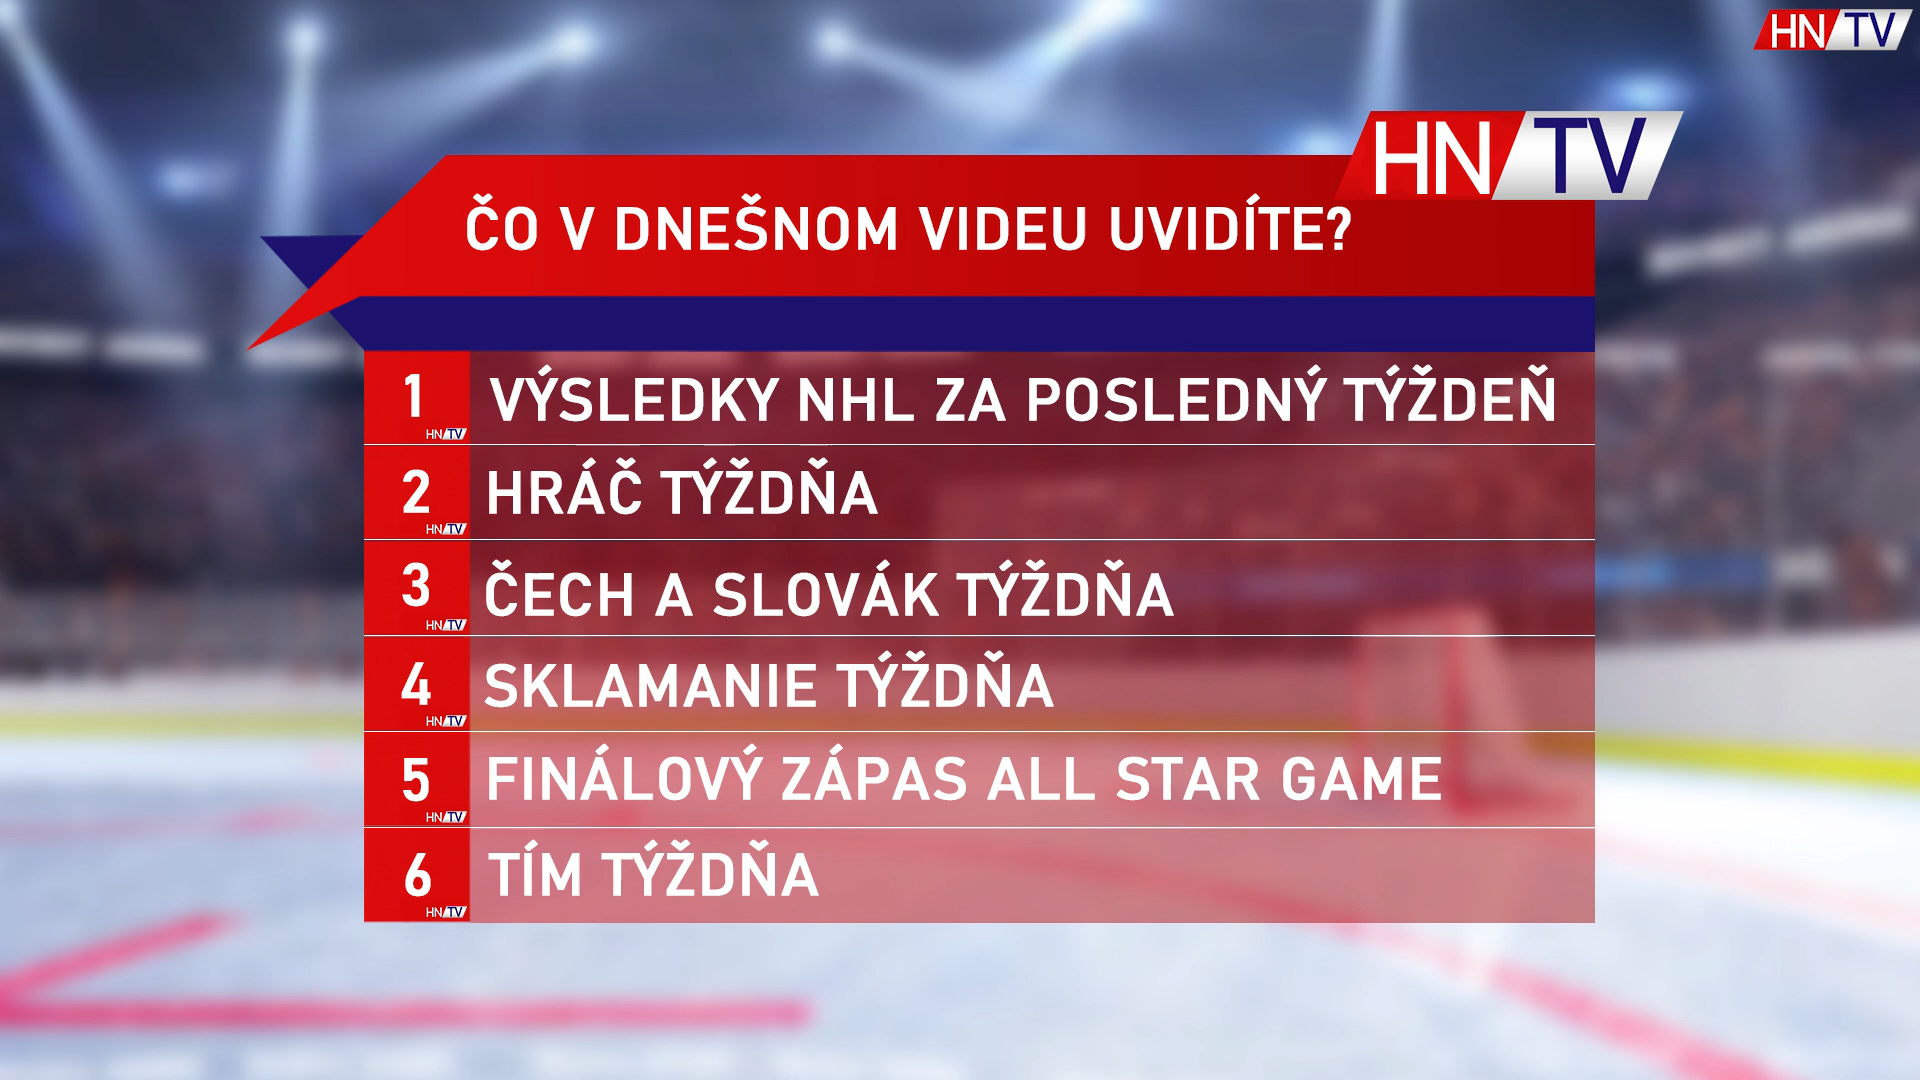 HN TV
HN TV
ČO V DNEŠNOM VIDEU UVIDÍTE?
1 VÝSLEDKY NHL ZA POSLEDNÝ TÝŽDEŇ
HN TV
2 HRÁČ TÝŽDŇA
HN TV
3 ČECH A SLOVÁK TÝŽDŇA
HN TV
4 SKLAMANIE TÝŽDŇA
HN TV
5 FINÁLOVÝ ZÁPAS ALL STAR GAME
HN TV
6 TÍM TÝŽDŇA
HN TV